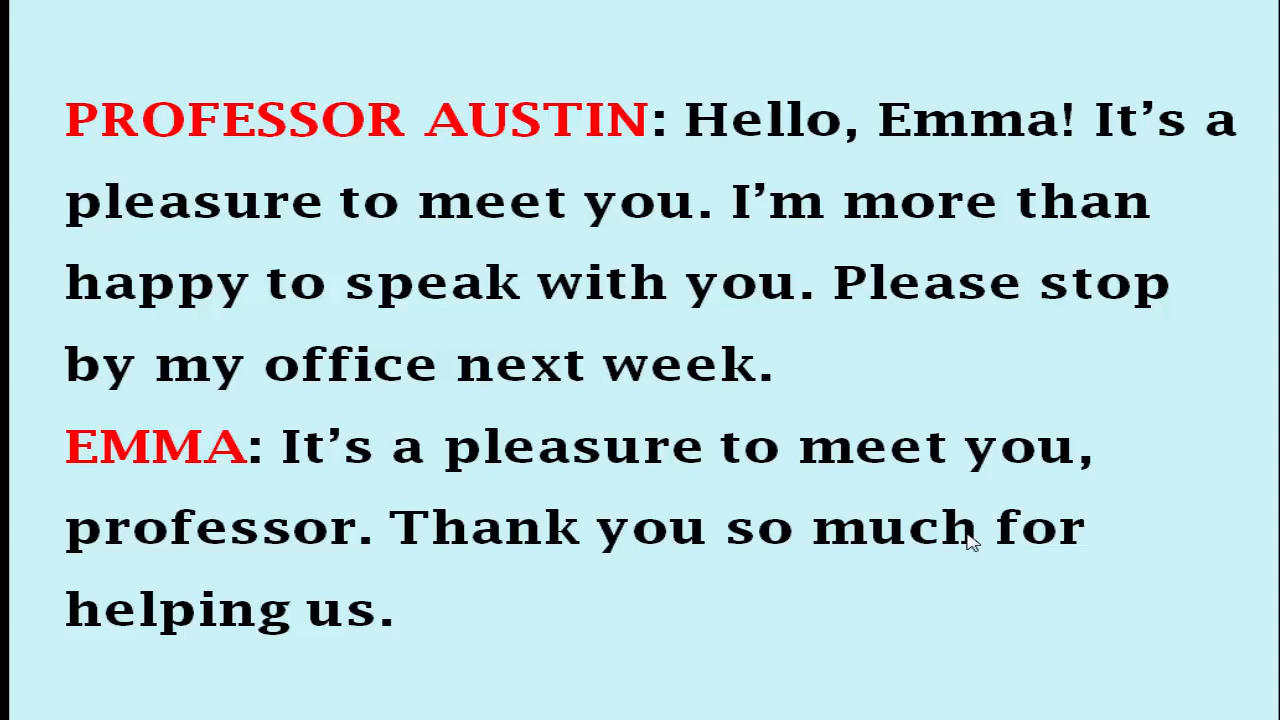 PROFESSOR AUSTIN: Hello, Emma! It’s a
pleasure to meet you. I’m more than
happy to speak with you. Please stop
by my office next week.
EMMA: It’s a pleasure to meet you,
professor. Thank you so much for
helping us.